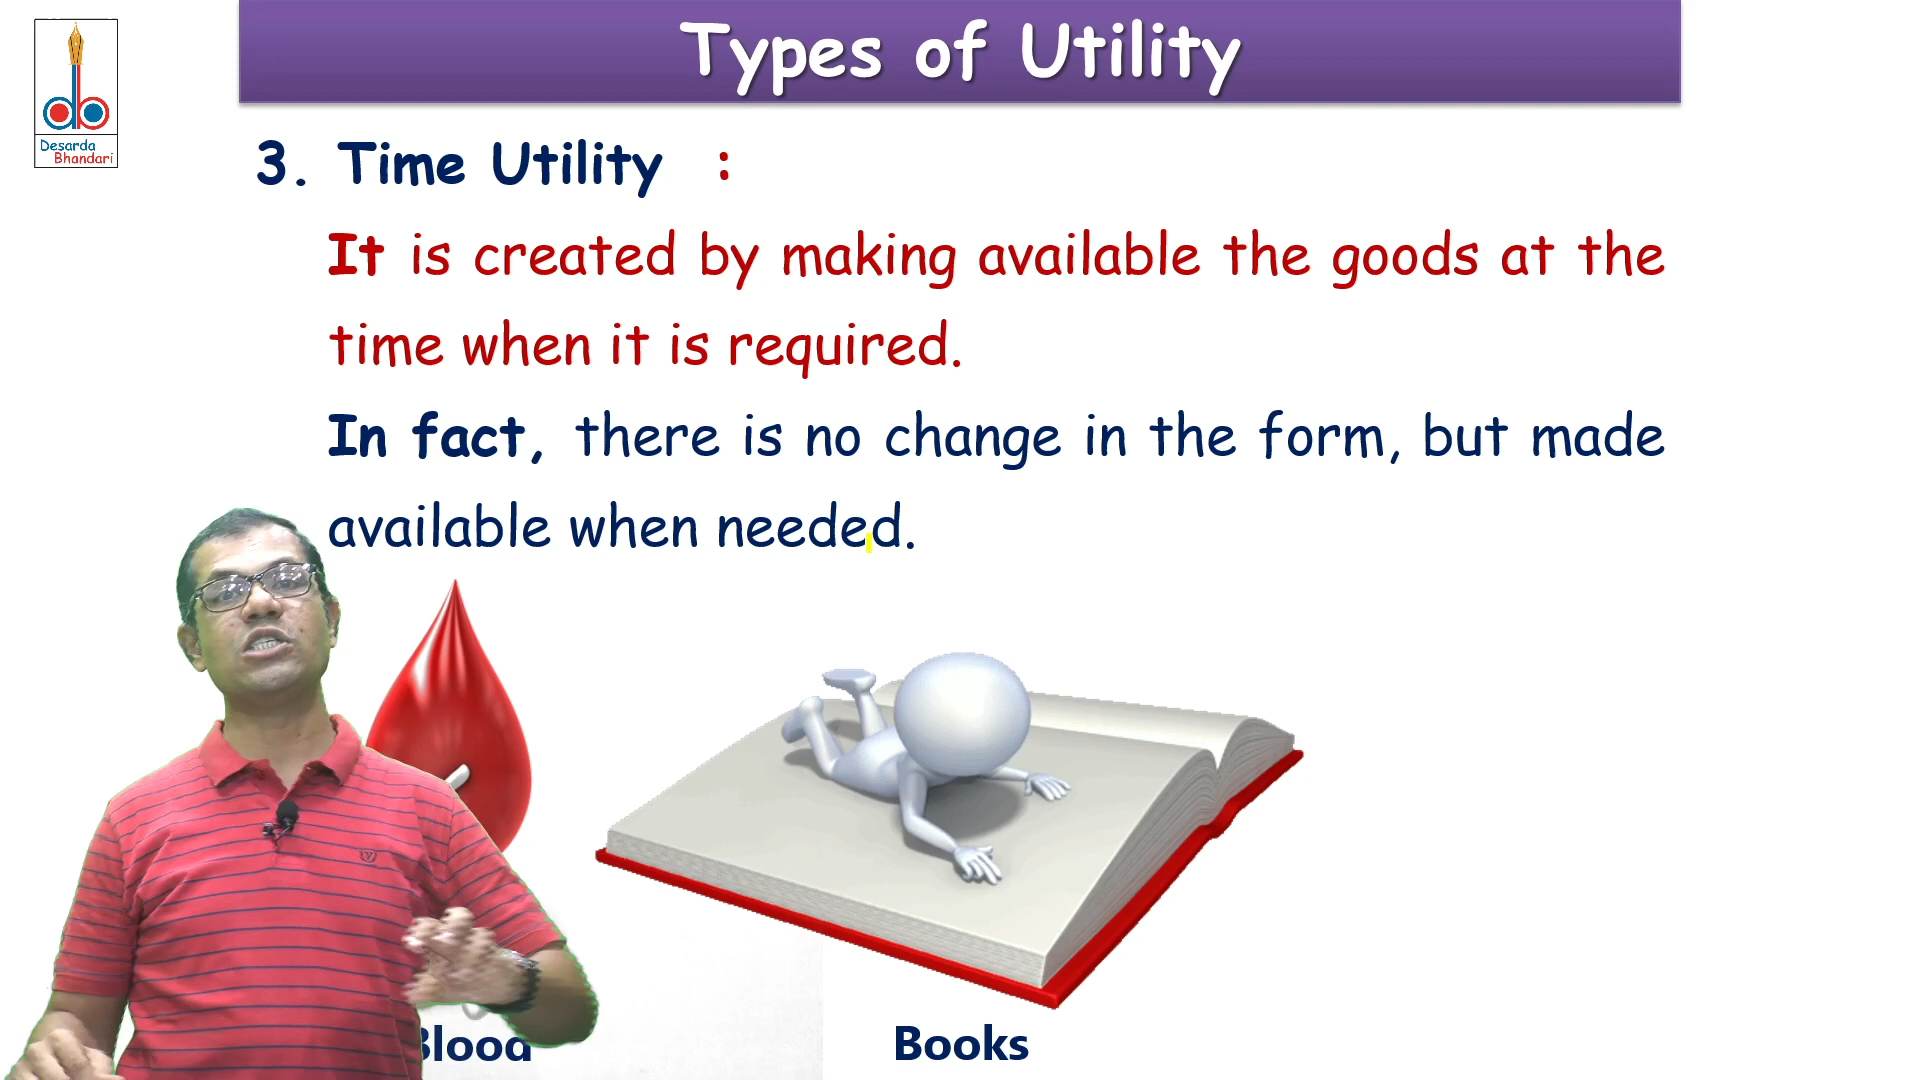 Types of Utility
Desarda
Bhandari
3. Time Utility :
It is created by making available the goods at the
time when it is required.
In fact, there is no change in the form, but made
available when needed.
Blood
Books